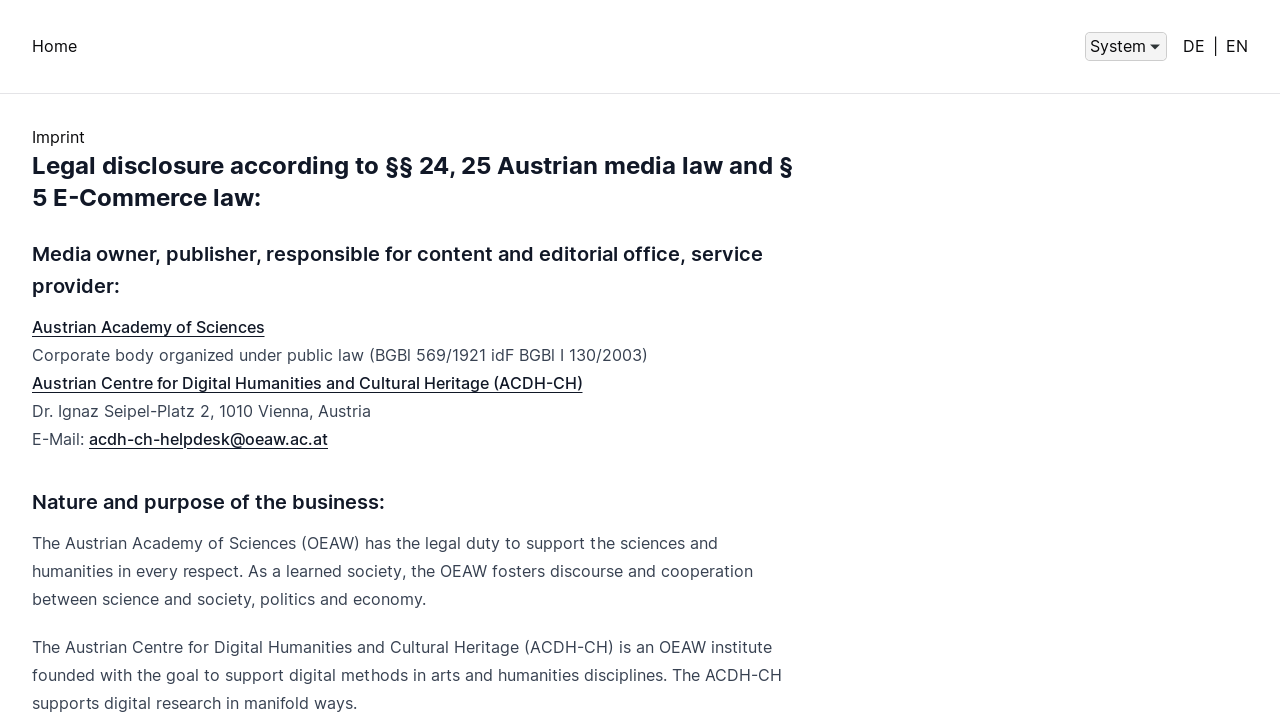 Home
System
DE | EN
Imprint
Legal disclosure according to §§ 24, 25 Austrian media law and §
5 E-Commerce law:
Media owner, publisher, responsible for content and editorial office, service
provider:
Austrian Academy of Sciences
Corporate body organized under public law (BGBl 569/1921 idF BGBl I 130/2003)
Austrian Centre for Digital Humanities and Cultural Heritage (ACDH-CH)
Dr. Ignaz Seipel-Platz 2, 1010 Vienna, Austria
E-Mail: acdh-ch-helpdesk@oeaw.ac.at
Nature and purpose of the business:
The Austrian Academy of Sciences (OEAW) has the legal duty to support the sciences and
humanities in every respect. As a learned society, the OEAW fosters discourse and cooperation
between science and society, politics and economy.
The Austrian Centre for Digital Humanities and Cultural Heritage (ACDH-CH) is an OEAW institute
founded with the goal to support digital methods in arts and humanities disciplines. The ACDH-CH
supports digital research in manifold ways.